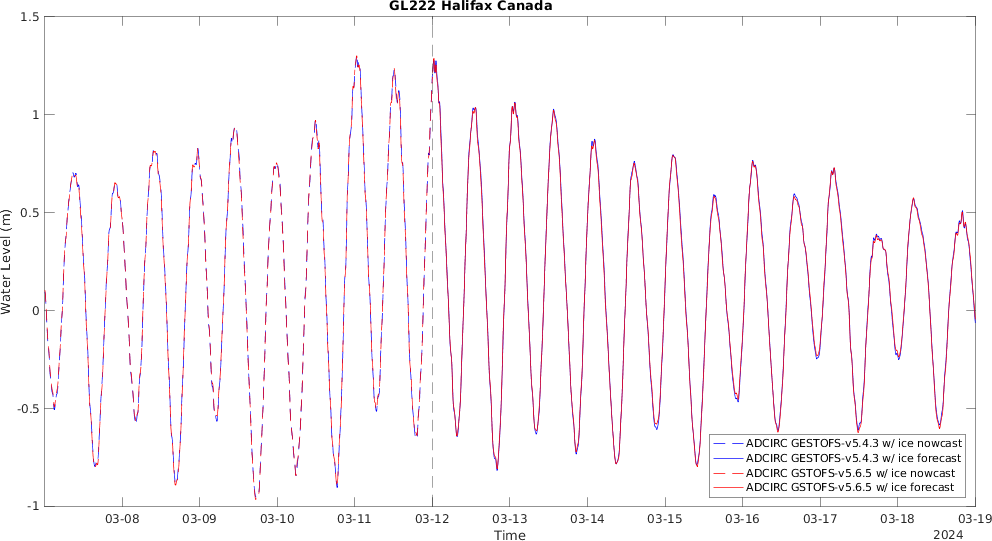 GL222 Halifax Canada
1.5
1
0.5
0
-0.5
-1
Water Level (m)
03-08 03-09 03-10 03-11 03-12 03-13 03-14 03-15 03-16 03-17 03-18 03-19
Time
2024
ADCIRC GESTOFS-v5.4.3 w/ ice nowcast
ADCIRC GESTOFS-v5.4.3 w/ ice forecast
ADCIRC GSTOFS-v5.6.5 w/ ice nowcast
ADCIRC GSTOFS-v5.6.5 w/ ice forecast